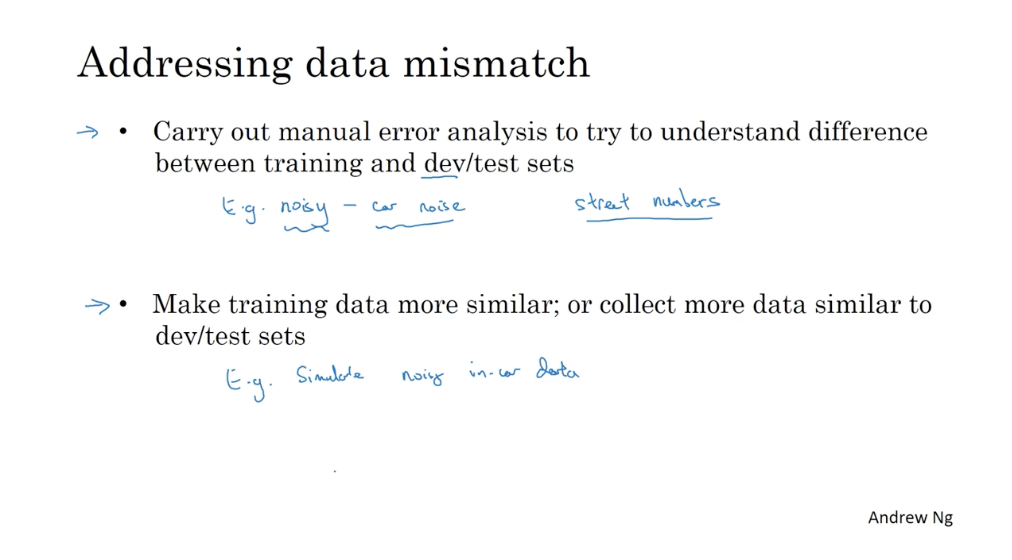 Addressing data mismatch
→ • Carry out manual error analysis to try to understand difference
between training and dev/test sets
E.g. noisy - car noise street numbers
→ • Make training data more similar; or collect more data similar to
dev/test sets
E.g. Simulate noisy in-car data
Andrew Ng